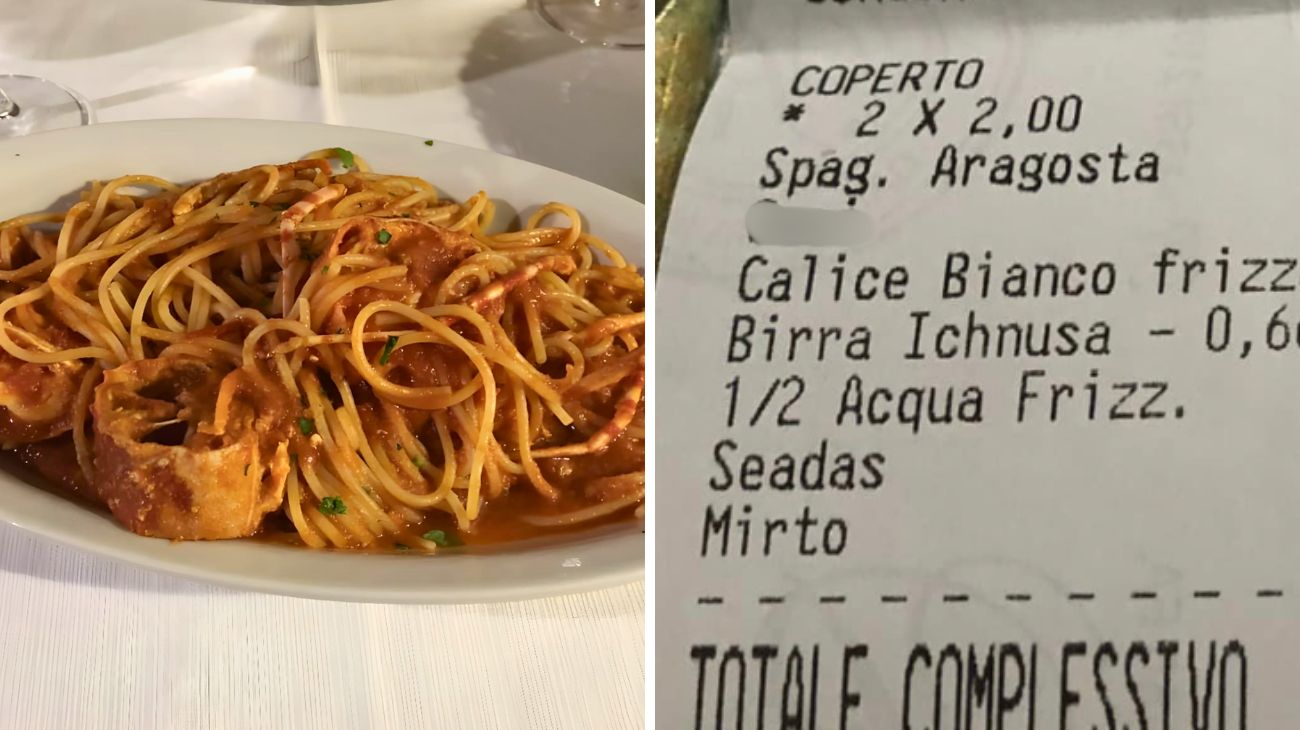 COPERTO
* 2 X 2,00
Spag. Aragosta
Calice Bianco frizz
Birra Ichnusa - 0,6
1/2 Acqua Frizz.
Seadas
Mirto
- - - - - - - - - -
TOTALE COMPLESSIVO